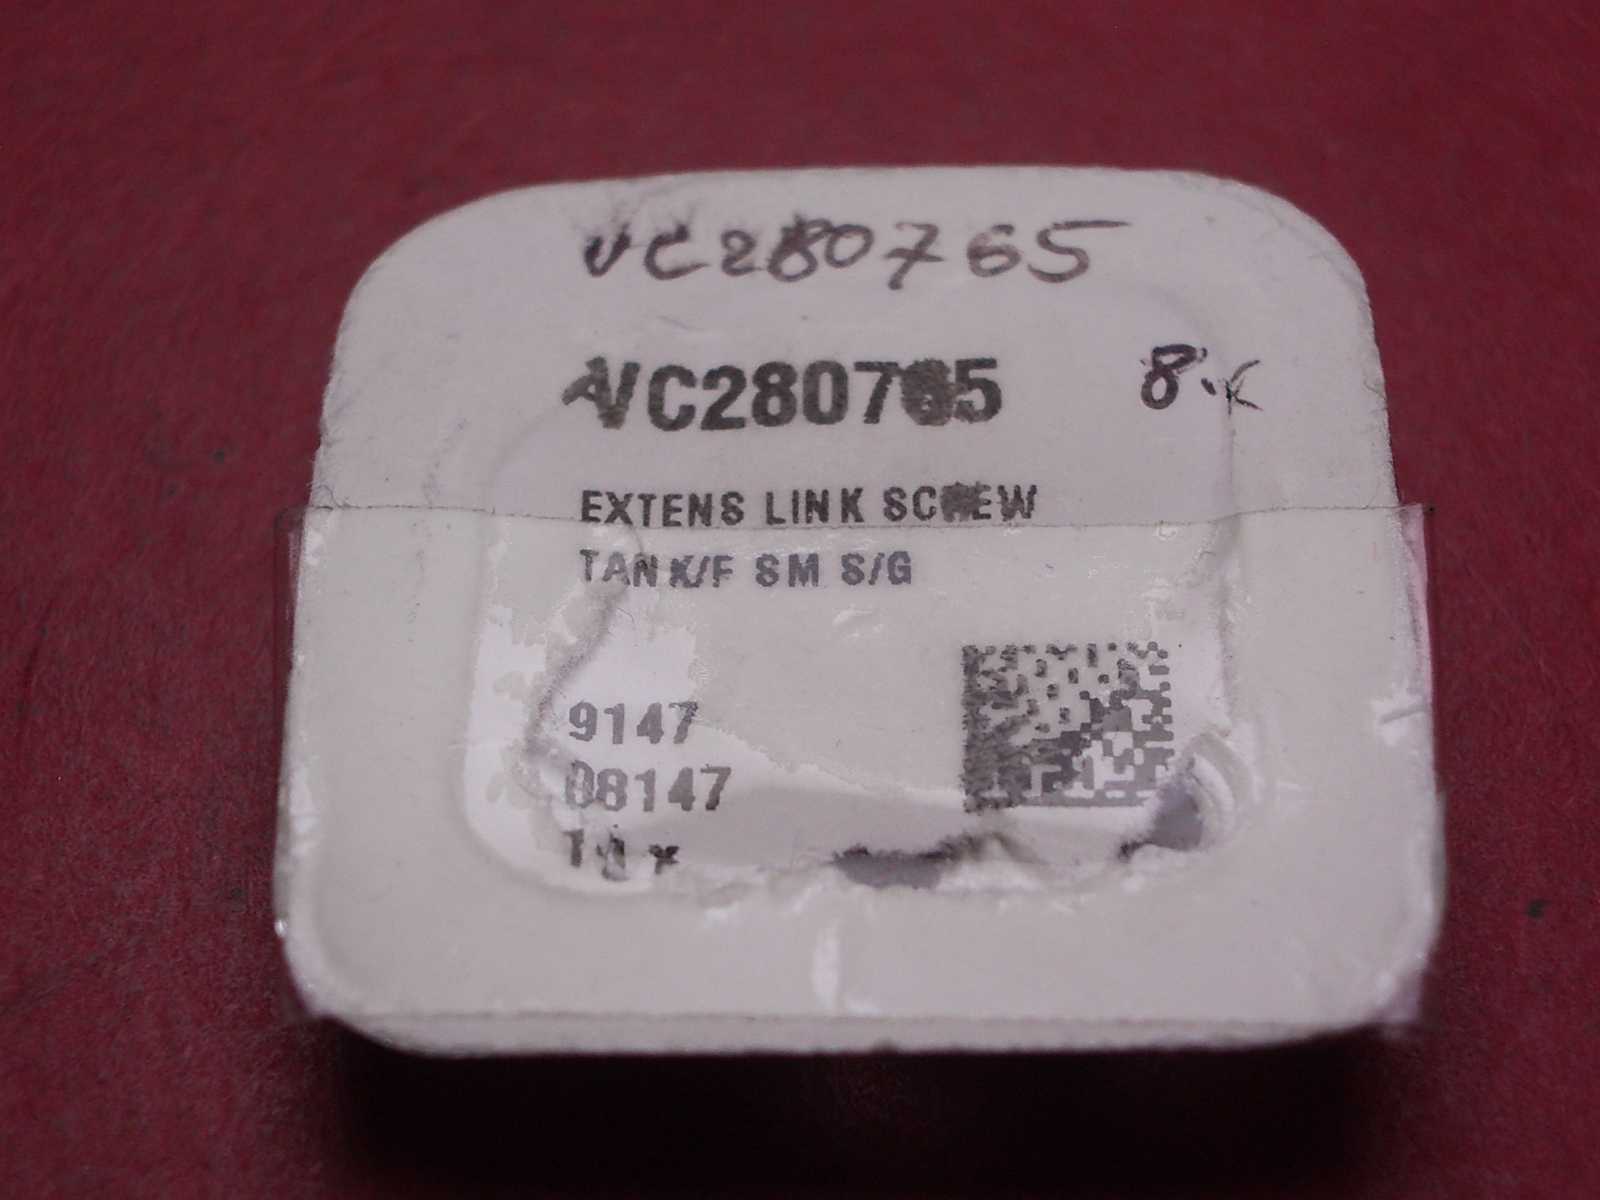 VC280765
VC280765
8.x
EXTENS LINK SCREW
TANK/F SM S/G
9147
08147